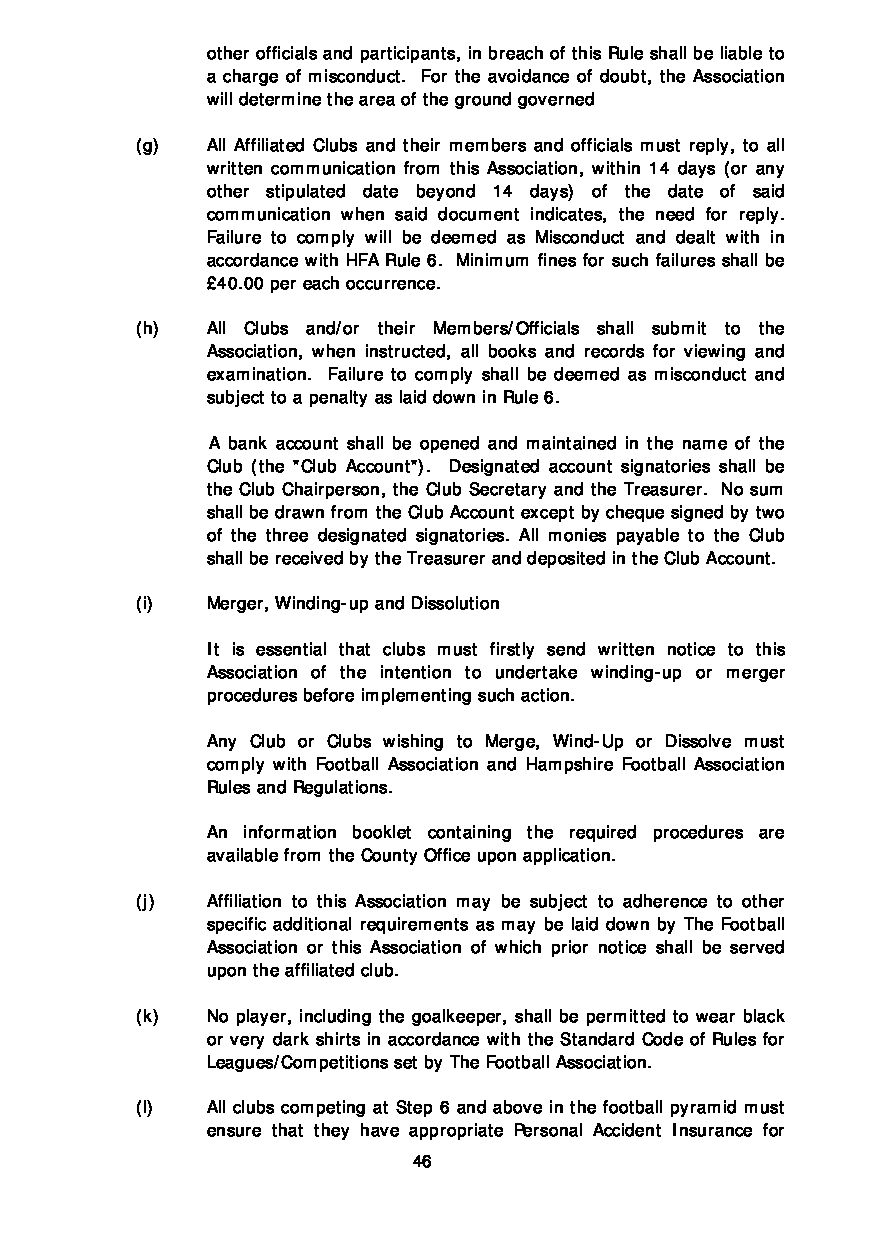 other officials and participants, in breach of this Rule shall be liable to
a charge of misconduct. For the avoidance of doubt, the Association
will determine the area of the ground governed
(g) All Affiliated Clubs and their members and officials must reply, to all
written communication from this Association, within 14 days (or any
other stipulated date beyond 14 days) of the date of said
communication when said document indicates, the need for reply.
Failure to comply will be deemed as Misconduct and dealt with in
accordance with HFA Rule 6. Minimum fines for such failures shall be
£40.00 per each occurrence.
(h) All Clubs and/or their Members/Officials shall submit to the
Association, when instructed, all books and records for viewing and
examination. Failure to comply shall be deemed as misconduct and
subject to a penalty as laid down in Rule 6.
A bank account shall be opened and maintained in the name of the
Club (the "Club Account"). Designated account signatories shall be
the Club Chairperson, the Club Secretary and the Treasurer. No sum
shall be drawn from the Club Account except by cheque signed by two
of the three designated signatories. All monies payable to the Club
shall be received by the Treasurer and deposited in the Club Account.
(i) Merger, Winding-up and Dissolution
It is essential that clubs must firstly send written notice to this
Association of the intention to undertake winding-up or merger
procedures before implementing such action.
Any Club or Clubs wishing to Merge, Wind-Up or Dissolve must
comply with Football Association and Hampshire Football Association
Rules and Regulations.
An information booklet containing the required procedures are
available from the County Office upon application.
(j) Affiliation to this Association may be subject to adherence to other
specific additional requirements as may be laid down by The Football
Association or this Association of which prior notice shall be served
upon the affiliated club.
(k) No player, including the goalkeeper, shall be permitted to wear black
or very dark shirts in accordance with the Standard Code of Rules for
Leagues/Competitions set by The Football Association.
(l) All clubs competing at Step 6 and above in the football pyramid must
ensure that they have appropriate Personal Accident Insurance for
46